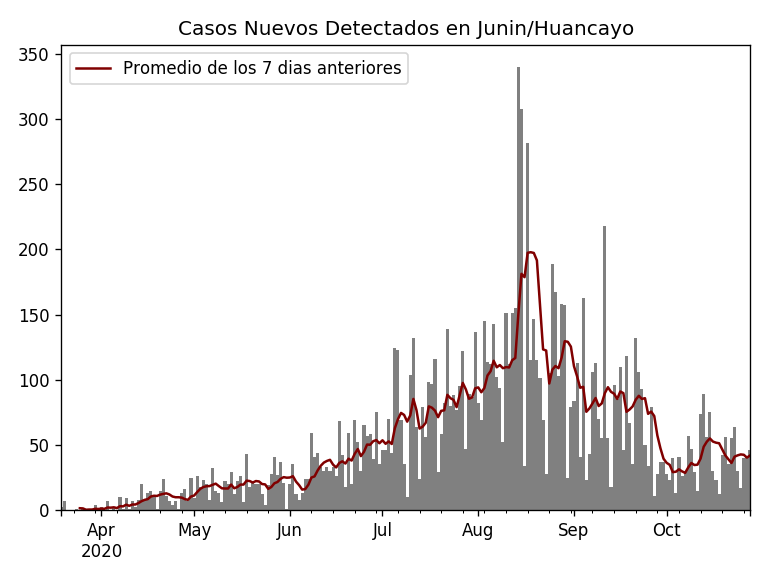 Casos Nuevos Detectados en Junin/Huancayo
Promedio de los 7 dias anteriores
350
300
250
200
150
100
50
0
Apr
2020
May
Jun
Jul
Aug
Sep
Oct